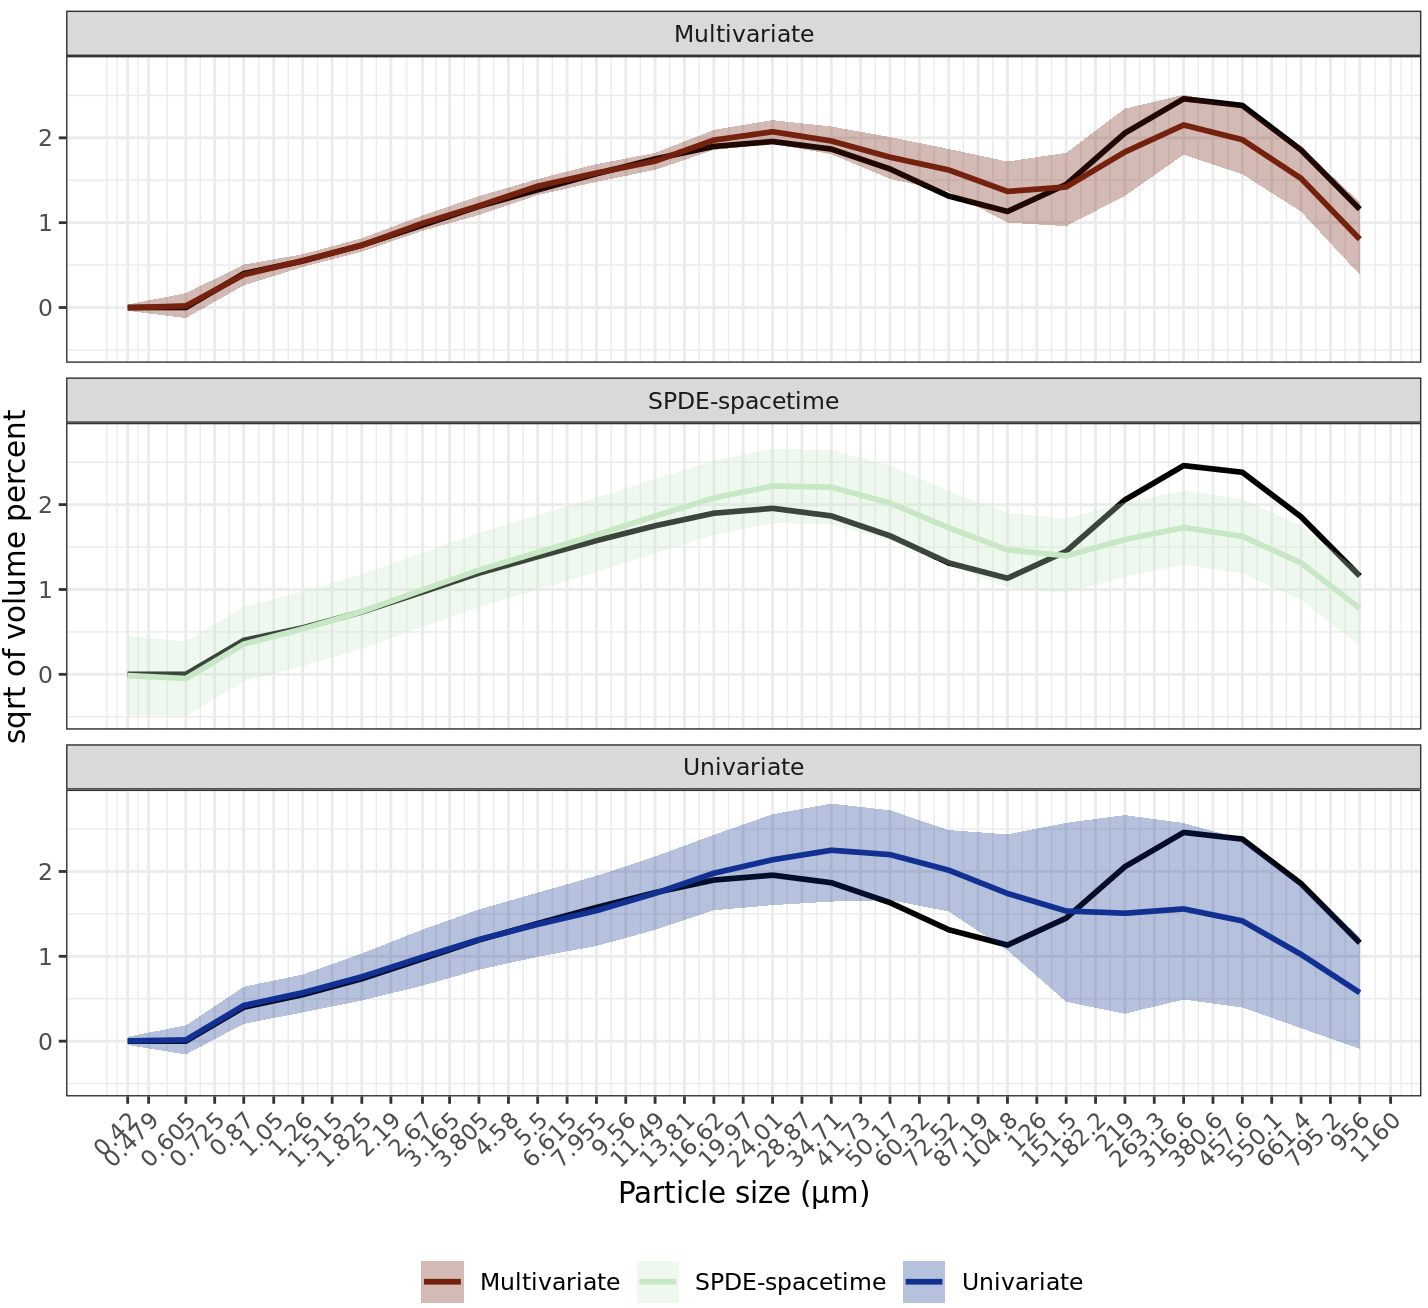 Multivariate
2
1
0
SPDE-spacetime
2
1
0
sqrt of volume percent
Univariate
2
1
0
0.42 0.479 0.605 0.725 0.87 1.05 1.26 1.515 1.825 2.19 2.67 3.165 3.805 4.58 5.5 6.615 7.955 9.56 11.49 13.81 16.62 19.97 24.01 28.87 34.71 41.73 50.17 60.32 72.52 87.19 104.8 126 151.5 182.2 219 263.3 316.6 380.6 457.6 550.1 661.4 795.2 956 1160
Particle size (μm)
Multivariate SPDE-spacetime Univariate